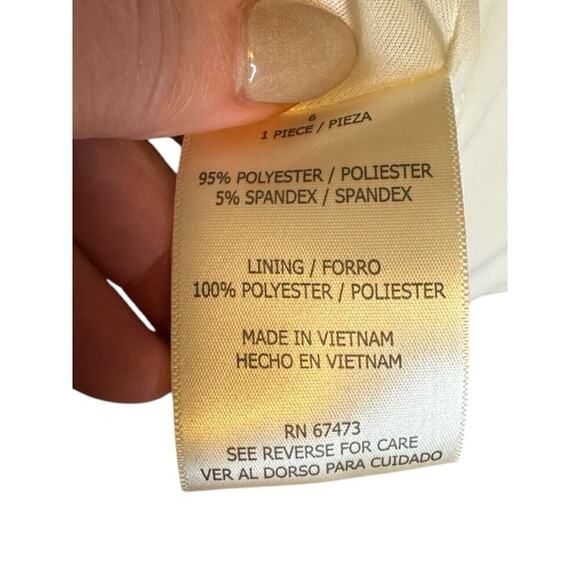 6
1 PIECE / PIEZA
95% POLYESTER / POLIESTER
5% SPANDEX / SPANDEX
LINING / FORRO
100% POLYESTER / POLIESTER
MADE IN VIETNAM
HECHO EN VIETNAM
RN 67473
SEE REVERSE FOR CARE
VER AL DORSO PARA CUIDADO